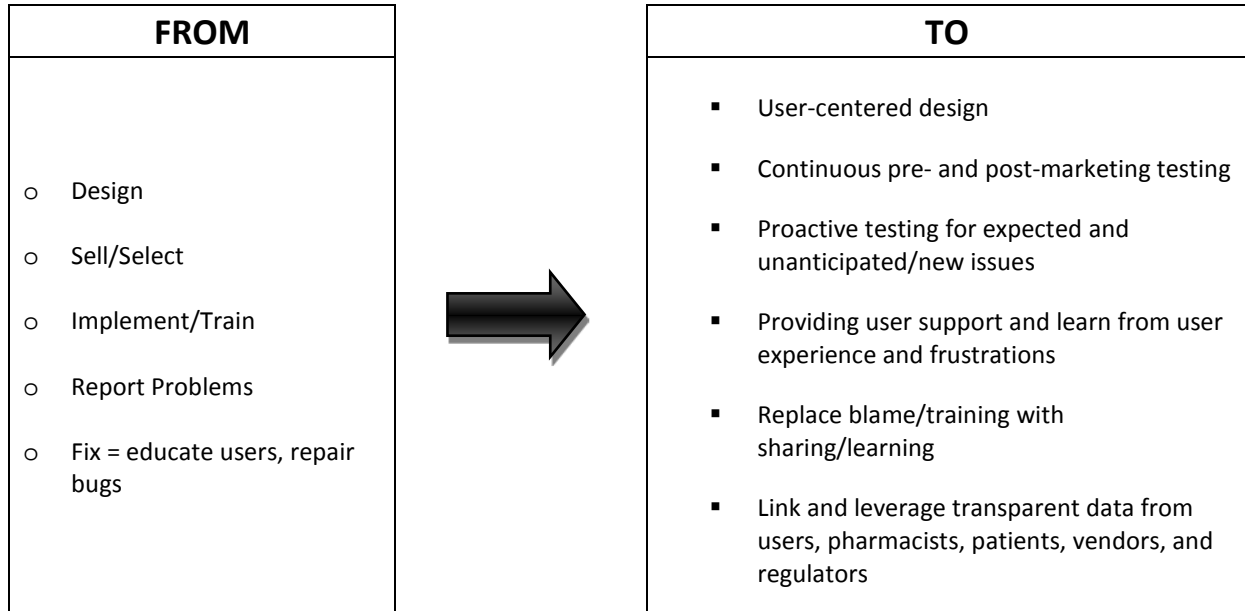 FROM
o Design
o Sell/Select
o Implement/Train
o Report Problems
o Fix = educate users, repair
bugs
TO
▪ User-centered design
▪ Continuous pre- and post-marketing testing
▪ Proactive testing for expected and
unanticipated/new issues
▪ Providing user support and learn from user
experience and frustrations
▪ Replace blame/training with
sharing/learning
▪ Link and leverage transparent data from
users, pharmacists, patients, vendors, and
regulators